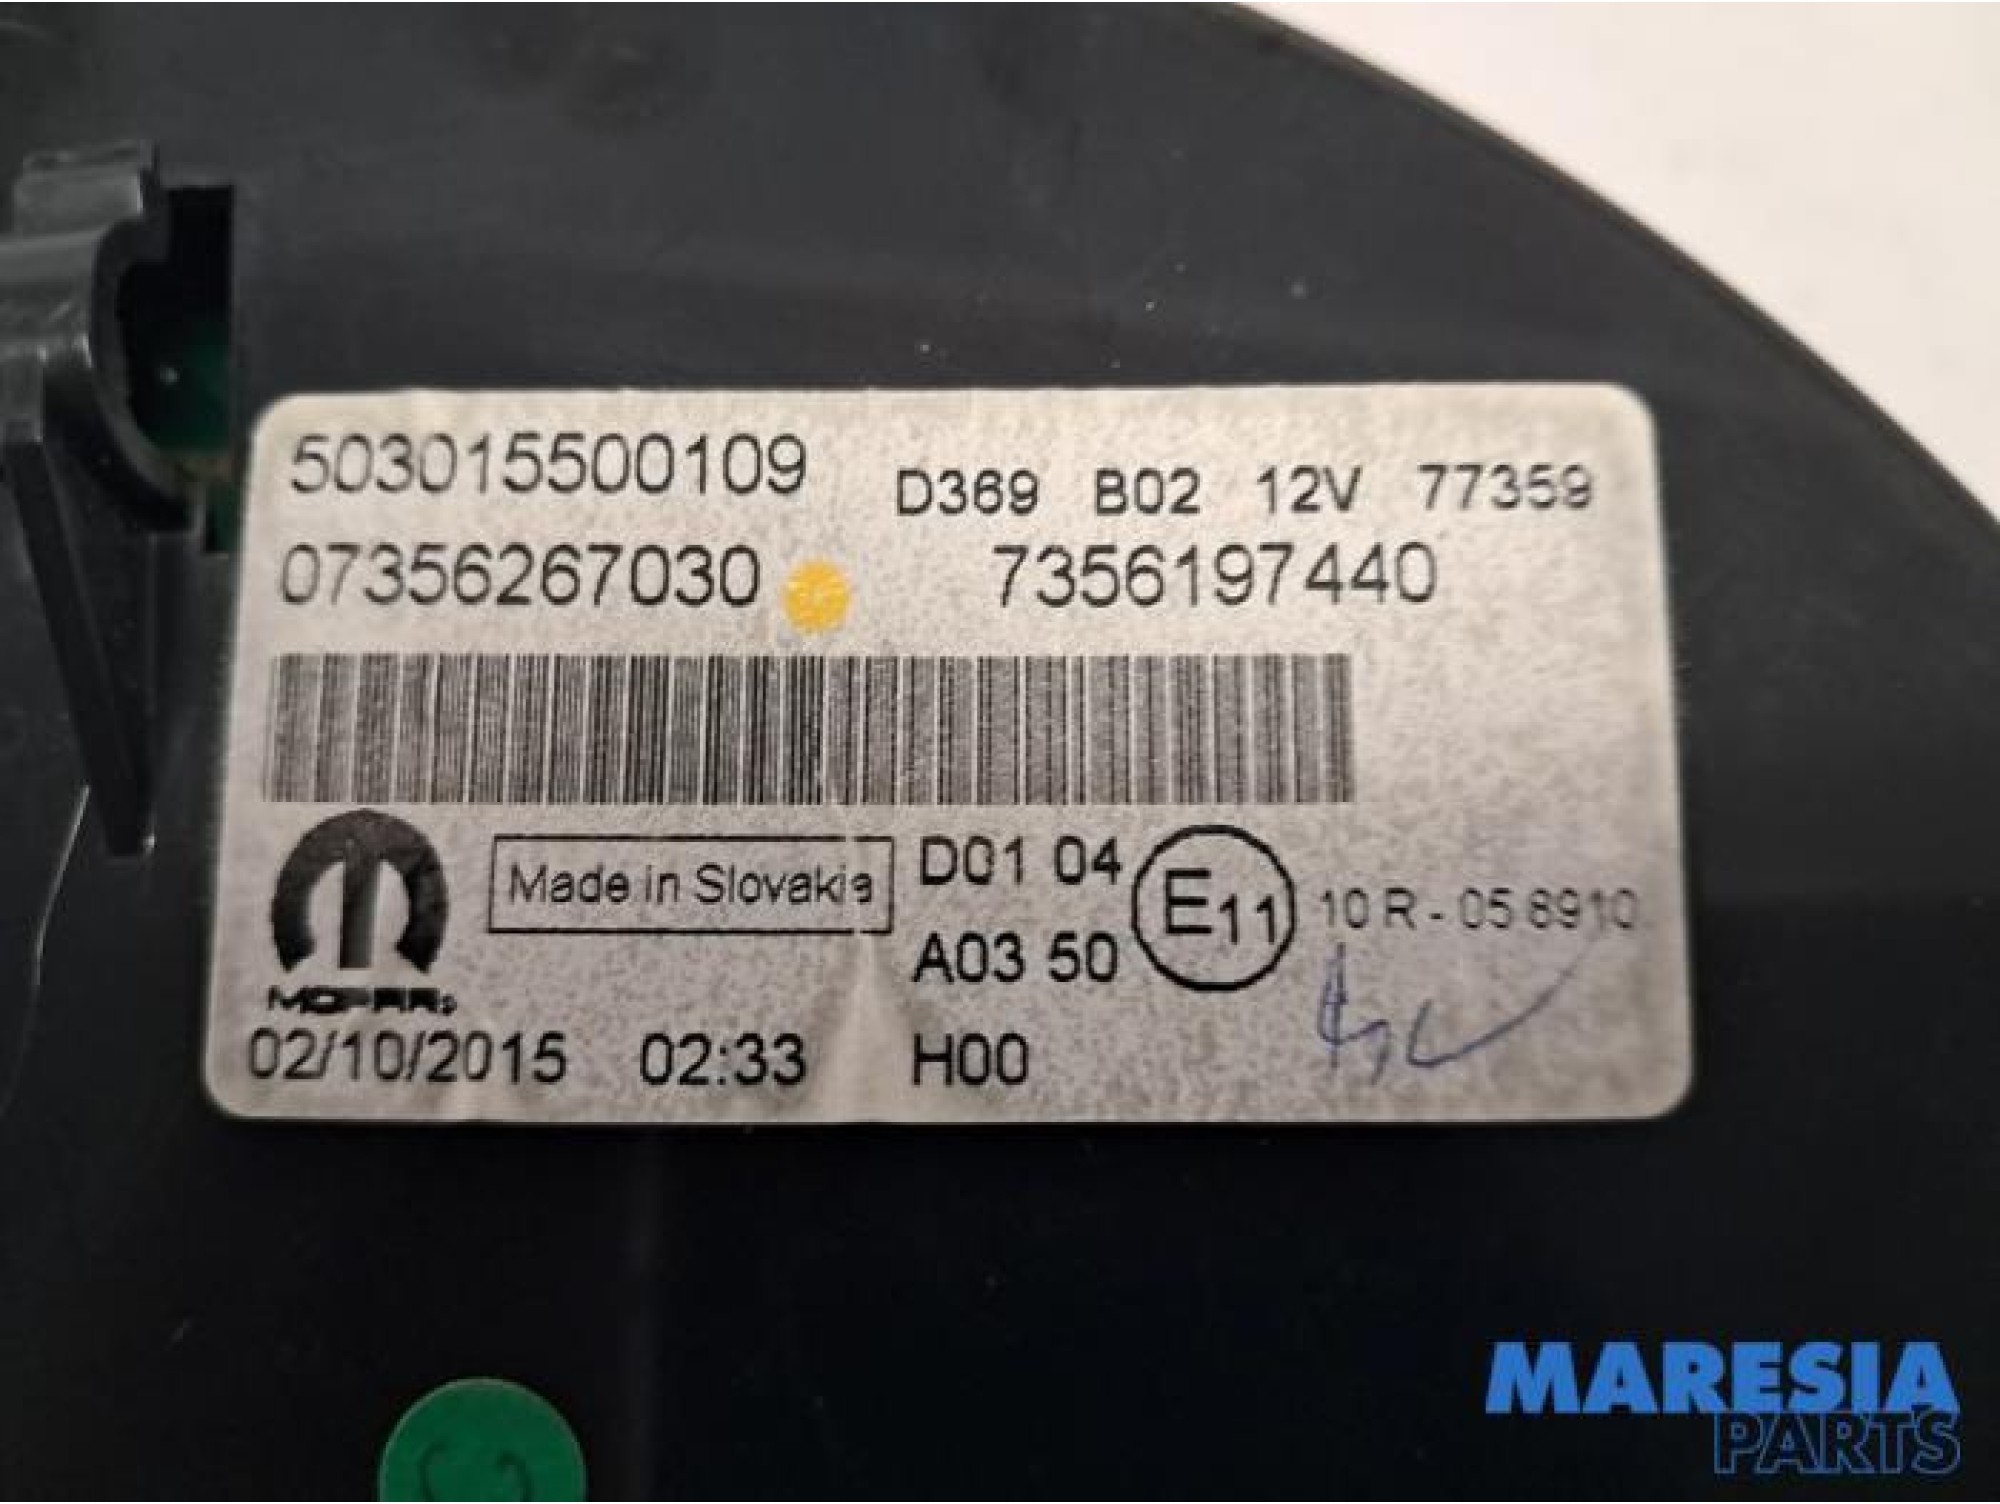 503015500109 D369 B02 12V 77359
07356267030 7356197440
Made in Slovakia D01 04 E11 10 R - 05 8910
A03 50
MOPAR
02/10/2015 02:33 H00
MARESIA
PARTS